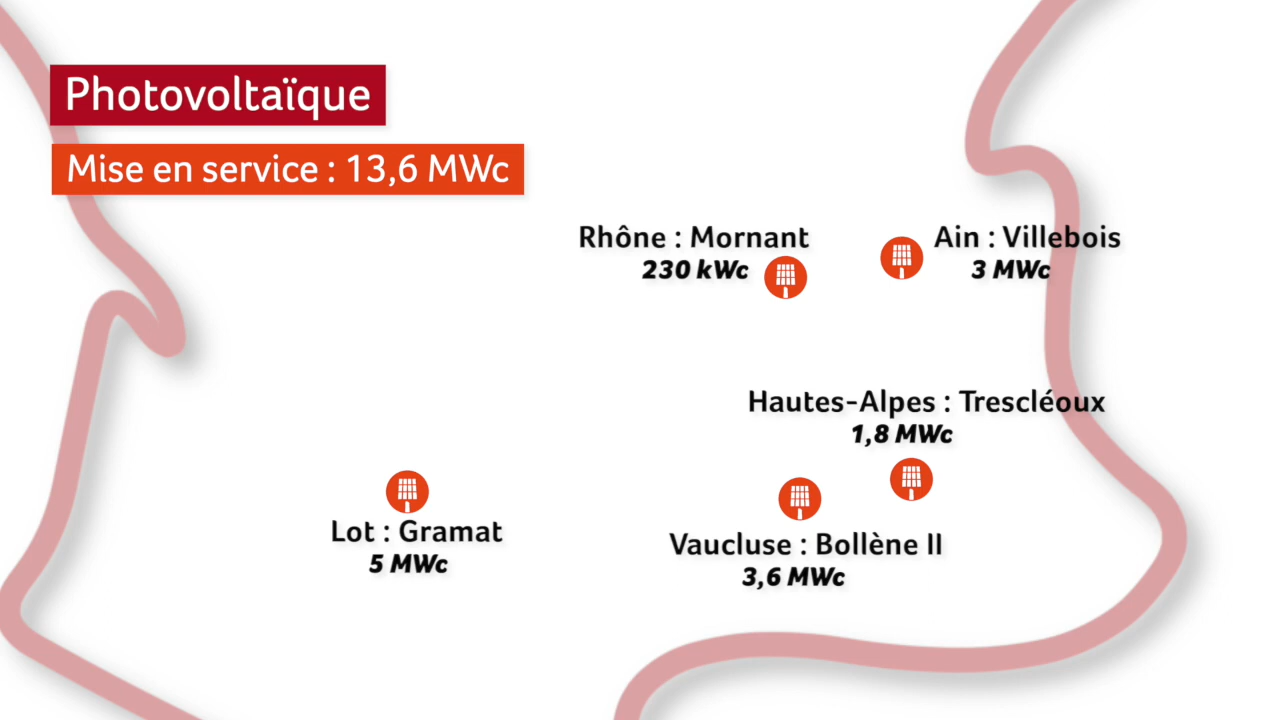 Photovoltaïque
Mise en service : 13,6 MWc
Rhône : Mornant
230 kWc
Ain : Villebois
3 MWc
Hautes-Alpes : Trescléoux
1,8 MWc
Lot : Gramat
5 MWc
Vaucluse : Bollène II
3,6 MWc